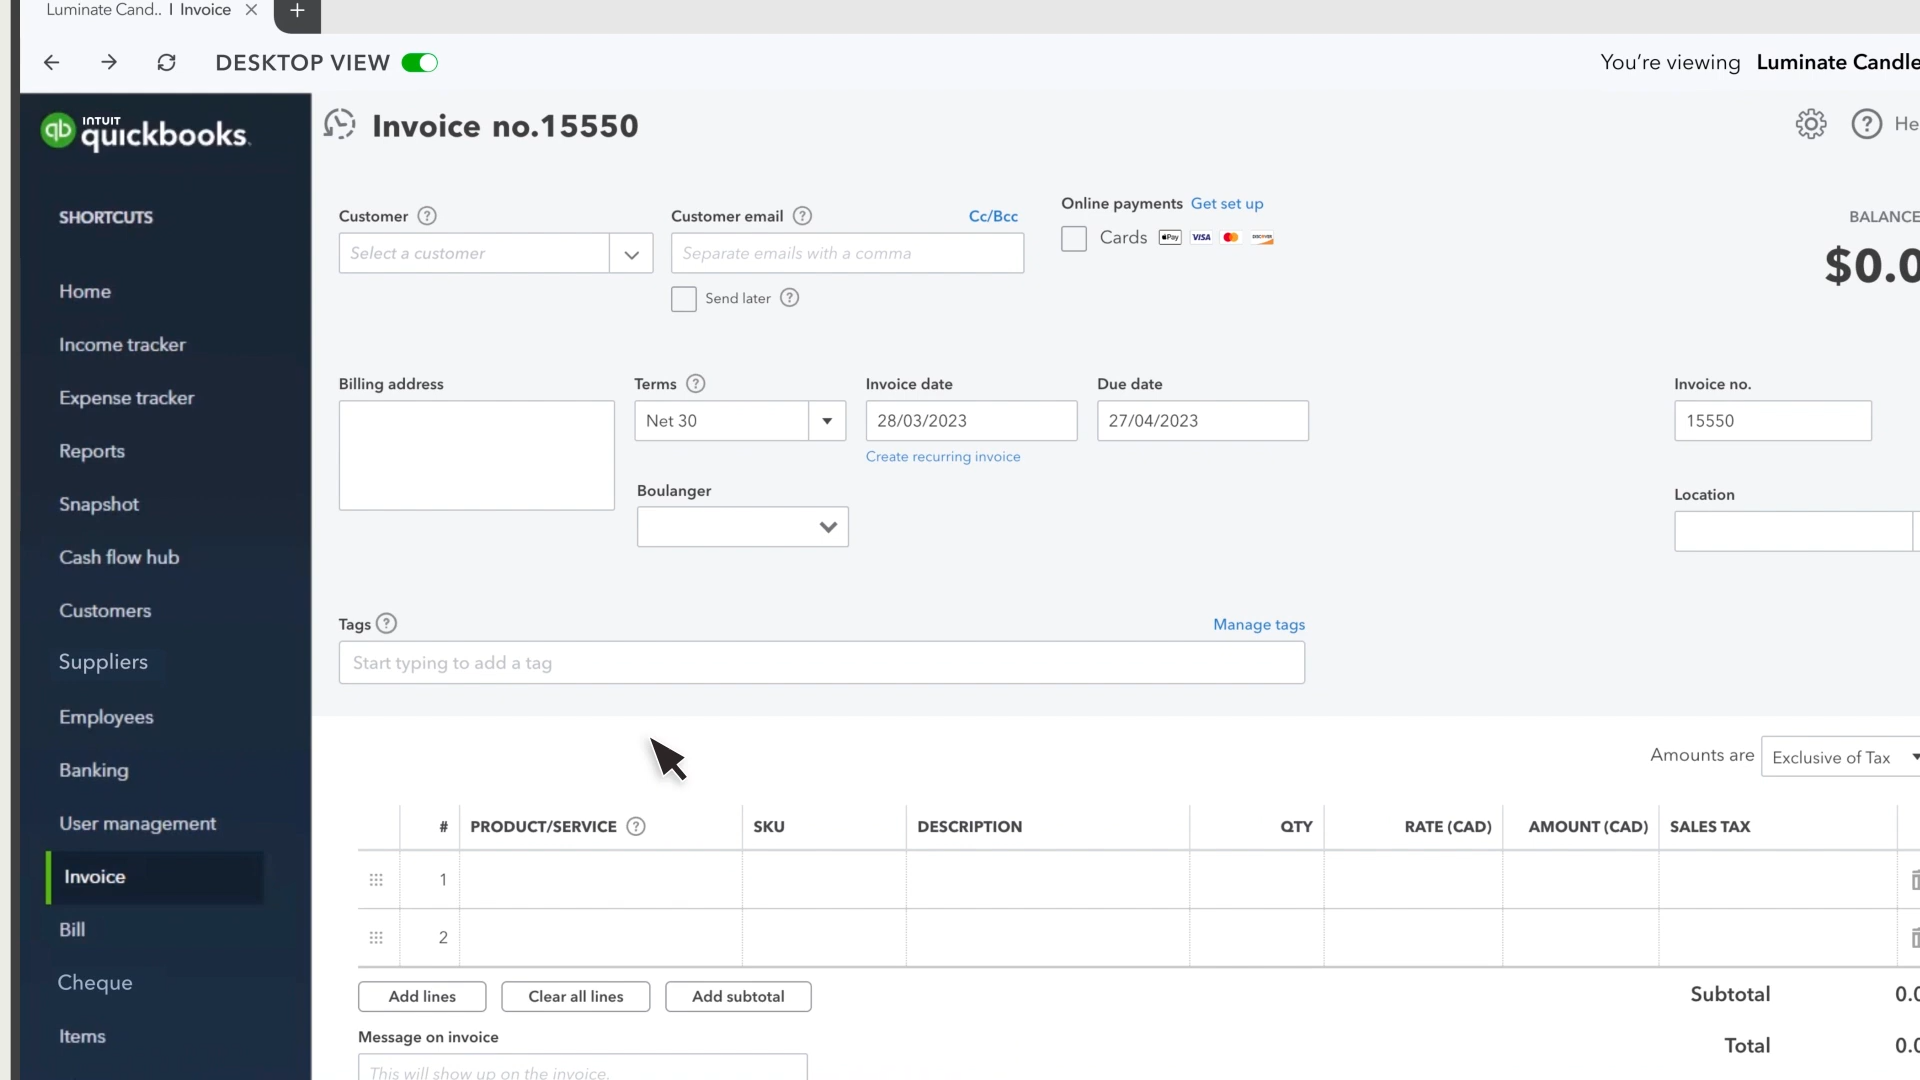 Luminate Cand.. I Invoice
DESKTOP VIEW
You're viewing Luminate Candle
INTUIT
quickbooks.
Invoice no.15550
SHORTCUTS
Home
Income tracker
Expense tracker
Reports
Snapshot
Cash flow hub
Customers
Suppliers
Employees
Banking
User management
Invoice
Bill
Cheque
Items
Customer
Select a customer
Customer email
Cc/Bcc
Separate emails with a comma
Send later
Online payments Get set up
Cards
Pay
VISA
DISCOVER
He
BALANCE
$0.0
Billing address
Terms
Net 30
Invoice date
28/03/2023
Create recurring invoice
Due date
27/04/2023
Invoice no.
15550
Boulanger
Location
Tags
Manage tags
Start typing to add a tag
Amounts are Exclusive of Tax
# PRODUCT/SERVICE SKU DESCRIPTION QTY RATE (CAD) AMOUNT (CAD) SALES TAX
1
2
Add lines Clear all lines Add subtotal
Subtotal 0.0
Message on invoice
Total 0.0
This will show up on the invoice.